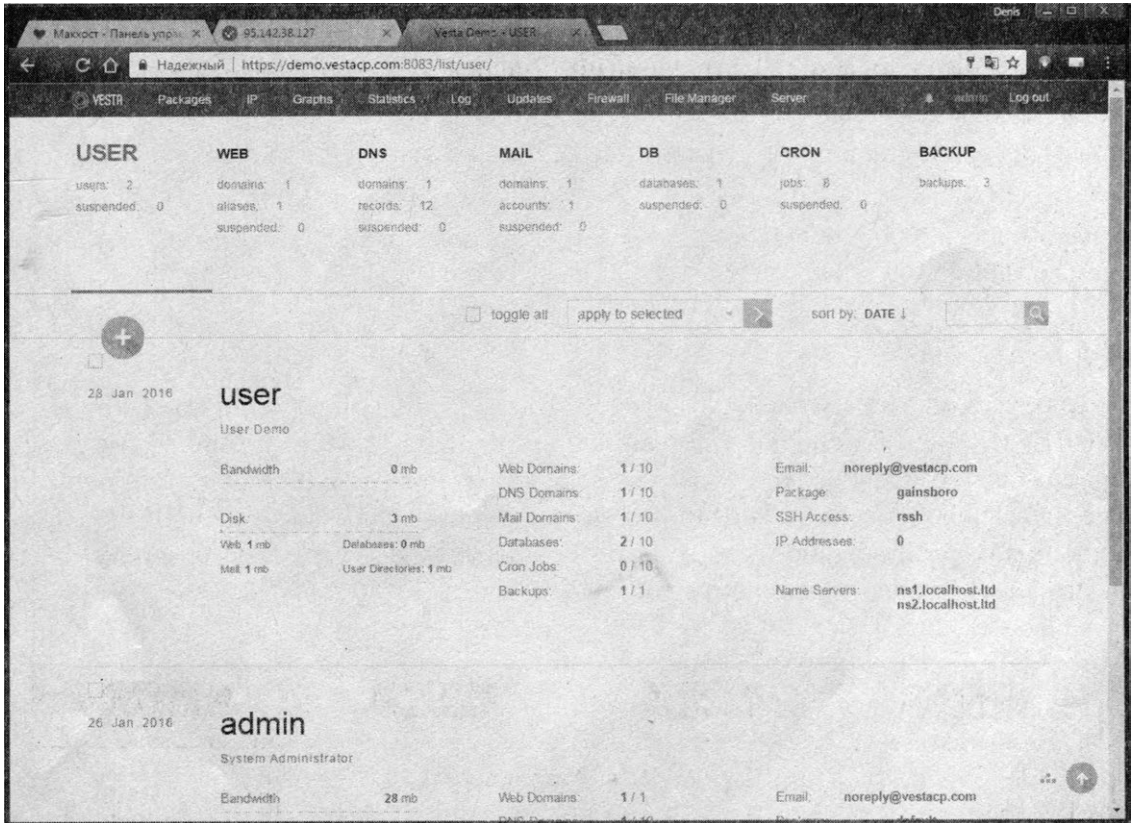 Denis
Макхост - Панель упра
95.142.38.127
Vesta Demo - USER
Надежный | https://demo.vestacp.com:8083/list/user/
VESTA Packages IP Graphs Statistics Log Updates Firewall File Manager Server admin Log out
USER WEB DNS MAIL DB CRON BACKUP
users: 2 domains: 1 domains: 1 domains: 1 databases: 1 jobs: 8 backups: 3
suspended: 0 aliases: 1 records: 12 accounts: 1 suspended: 0 suspended: 0
suspended: 0 suspended: 0 suspended: 0
toggle all apply to selected sort by: DATE ↓
28 Jan 2016 user
User Demo
Bandwidth 0 mb Web Domains: 1 / 10 Email: noreply@vestacp.com
DNS Domains: 1 / 10 Package: gainsboro
Disk: 3 mb Mail Domains: 1 / 10 SSH Access: rssh
Web: 1 mb Databases: 0 mb Databases: 2 / 10 IP Addresses: 0
Mail: 1 mb User Directories: 1 mb Cron Jobs: 0 / 10
Backups: 1 / 1 Name Servers: ns1.localhost.ltd
ns2.localhost.ltd
26 Jan 2016 admin
System Administrator
Bandwidth 28 mb Web Domains: 1 / 1 Email: noreply@vestacp.com